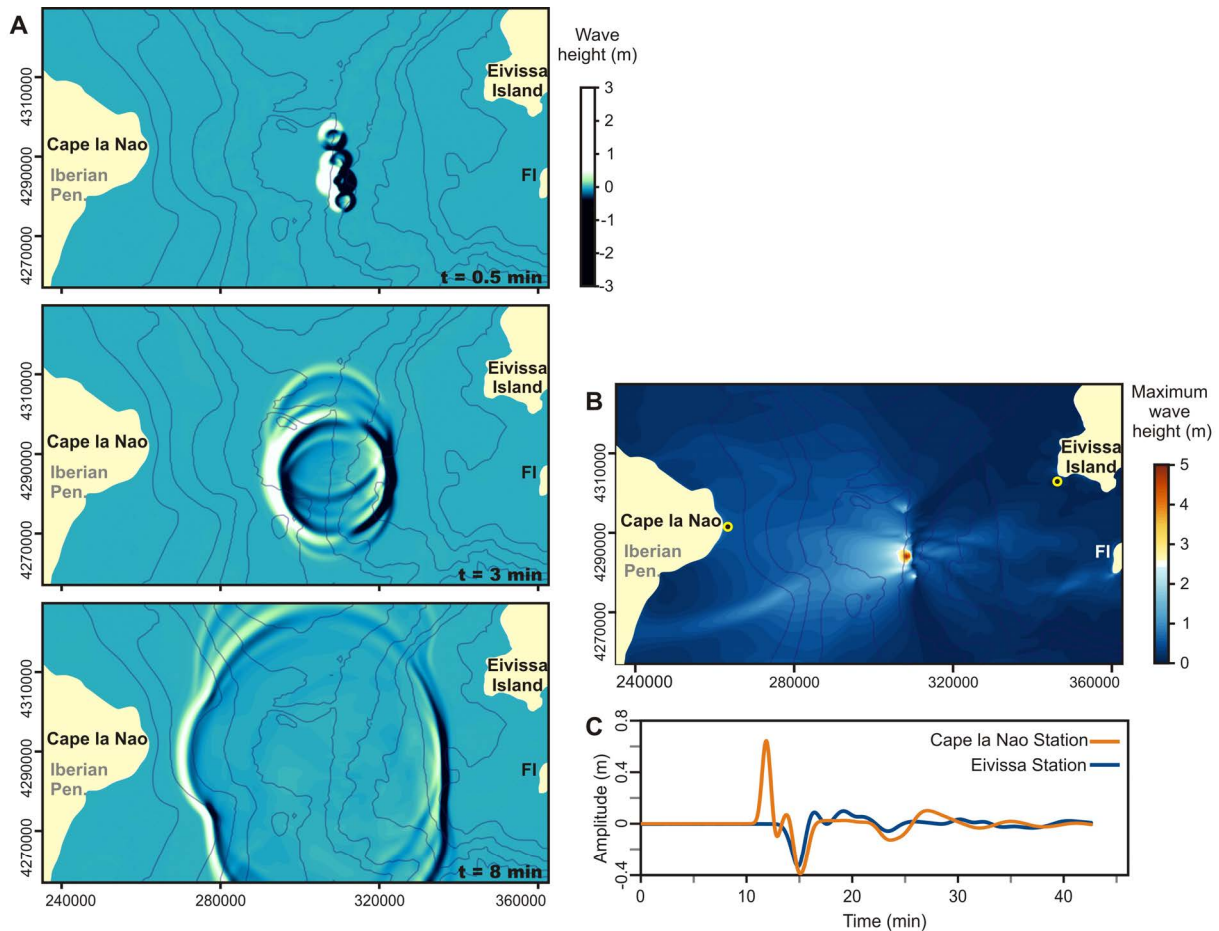 A
Wave
height (m)
3
2
1
0
-1
-2
-3
Eivissa
Island
Cape la Nao
Iberian
Pen.
FI
4310000
4290000
4270000
t = 0.5 min
Eivissa
Island
Cape la Nao
Iberian
Pen.
FI
4310000
4290000
4270000
t = 3 min
Eivissa
Island
Cape la Nao
Iberian
Pen.
FI
4310000
4290000
4270000
t = 8 min
240000
280000
320000
360000
B
Maximum
wave
height (m)
5
4
3
2
1
0
Eivissa
Island
Cape la Nao
Iberian
Pen.
FI
4310000
4290000
4270000
240000
280000
320000
360000
C
Cape la Nao Station
Eivissa Station
Amplitude (m)
0.8
0.4
0
-0.4
0
10
20
30
40
Time (min)